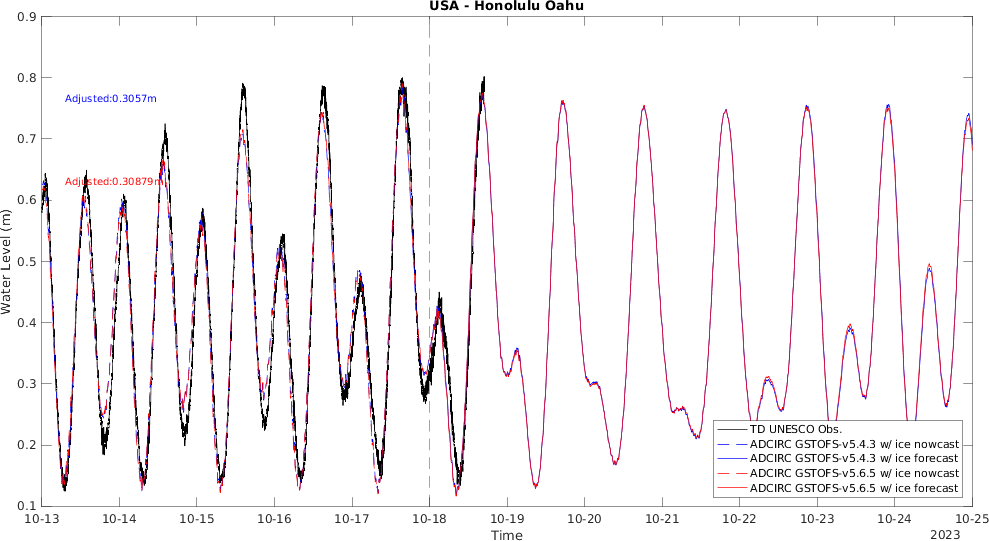 USA - Honolulu Oahu
0.9
0.8
0.7
0.6
0.5
0.4
0.3
0.2
0.1
Water Level (m)
Adjusted:0.3057m
Adjusted:0.30879m
TD UNESCO Obs.
ADCIRC GSTOFS-v5.4.3 w/ ice nowcast
ADCIRC GSTOFS-v5.4.3 w/ ice forecast
ADCIRC GSTOFS-v5.6.5 w/ ice nowcast
ADCIRC GSTOFS-v5.6.5 w/ ice forecast
10-13 10-14 10-15 10-16 10-17 10-18 10-19 10-20 10-21 10-22 10-23 10-24 10-25
Time
2023